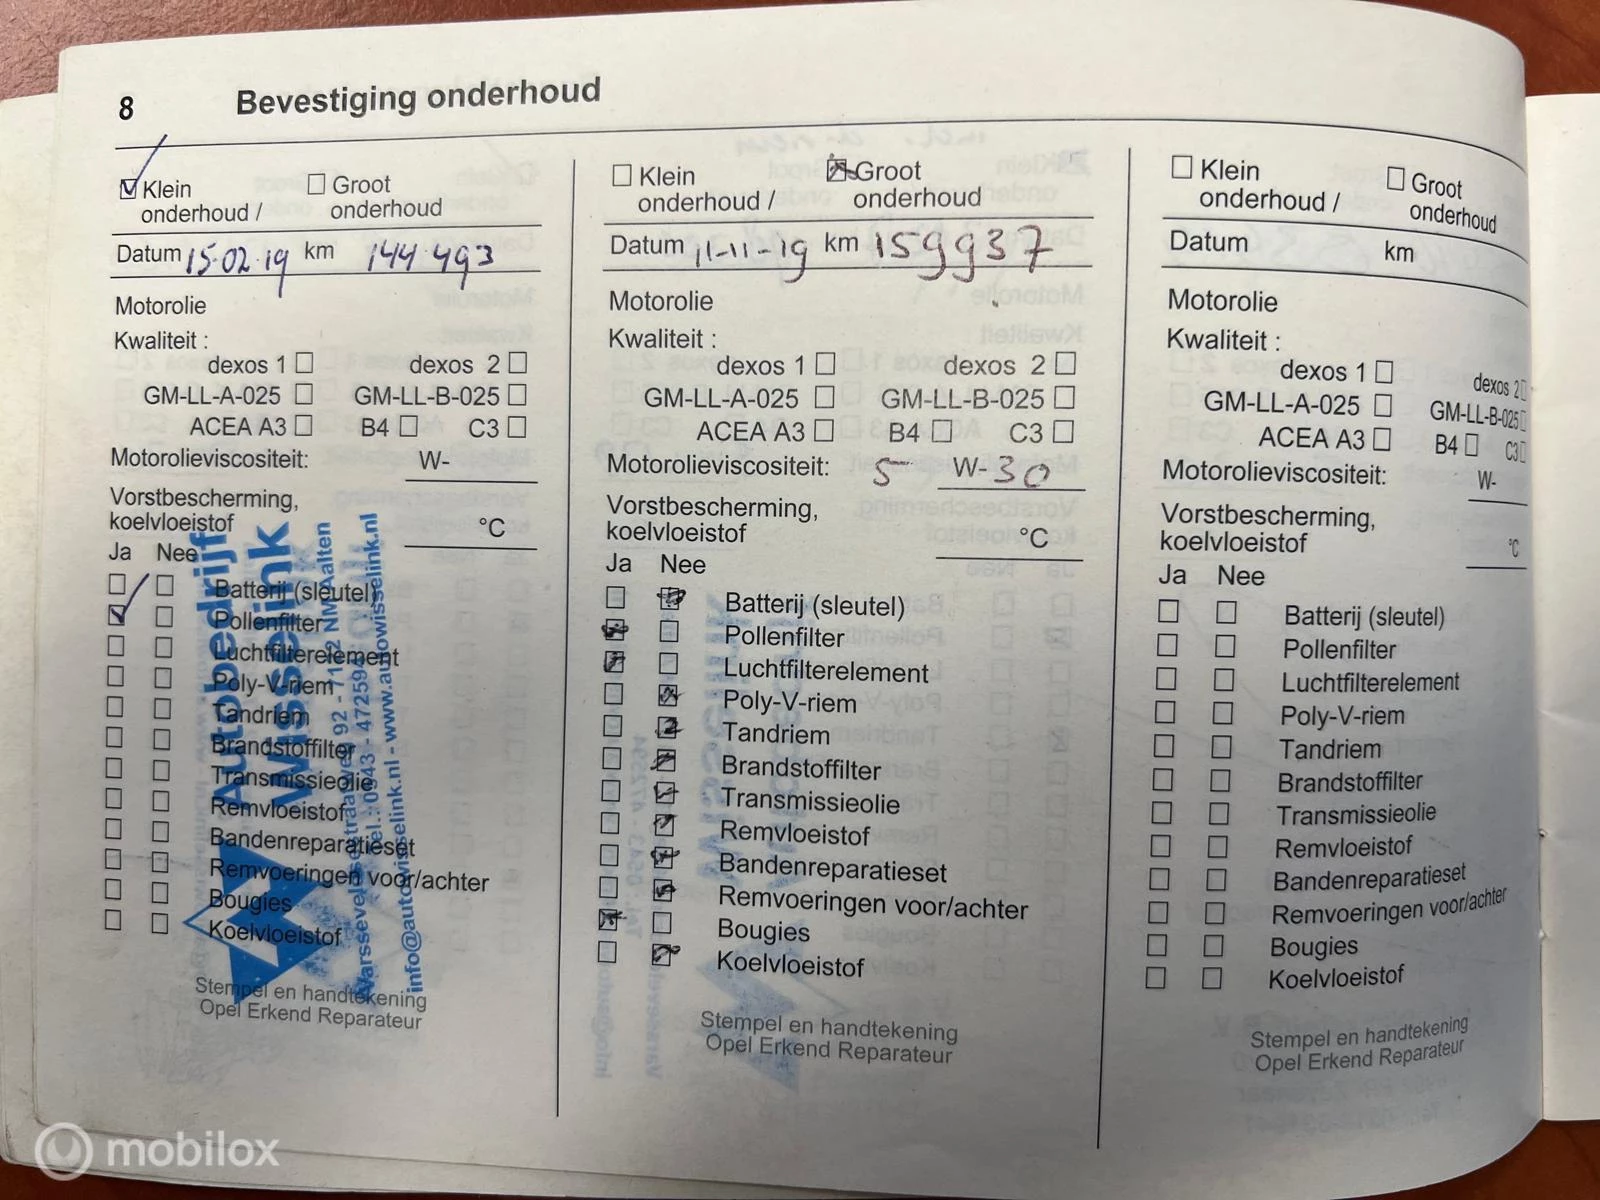 8 Bevestiging onderhoud
Klein onderhoud /
Groot onderhoud
Datum 15-02-19 km 144.493
Motorolie
Kwaliteit :
dexos 1 dexos 2
GM-LL-A-025 GM-LL-B-025
ACEA A3 B4 C3
Motorolieviscositeit: W-
Vorstbescherming,
koelvloeistof °C
Ja Nee
Batterij (sleutel)
Pollenfilter
Luchtfilterelement
Poly-V-riem
Tandriem
Brandstoffilter
Transmissieolie
Remvloeistof
Bandenreparatieset
Remvoeringen voor/achter
Bougies
Koelvloeistof
Stempel en handtekening
Opel Erkend Reparateur
Autobedrijf
Wisselink
info@autowisselink.nl - www.autowisselink.nl
Klein onderhoud /
Groot onderhoud
Datum 11-11-19 km 159937
Motorolie
Kwaliteit :
dexos 1 dexos 2
GM-LL-A-025 GM-LL-B-025
ACEA A3 B4 C3
Motorolieviscositeit: 5 W-30
Vorstbescherming,
koelvloeistof °C
Ja Nee
Batterij (sleutel)
Pollenfilter
Luchtfilterelement
Poly-V-riem
Tandriem
Brandstoffilter
Transmissieolie
Remvloeistof
Bandenreparatieset
Remvoeringen voor/achter
Bougies
Koelvloeistof
Stempel en handtekening
Opel Erkend Reparateur
Klein onderhoud /
Groot onderhoud
Datum km
Motorolie
Kwaliteit :
dexos 1 dexos 2
GM-LL-A-025 GM-LL-B-025
ACEA A3 B4 C3
Motorolieviscositeit: W-
Vorstbescherming,
koelvloeistof °C
Ja Nee
Batterij (sleutel)
Pollenfilter
Luchtfilterelement
Poly-V-riem
Tandriem
Brandstoffilter
Transmissieolie
Remvloeistof
Bandenreparatieset
Remvoeringen voor/achter
Bougies
Koelvloeistof
Stempel en handtekening
Opel Erkend Reparateur
mobilox